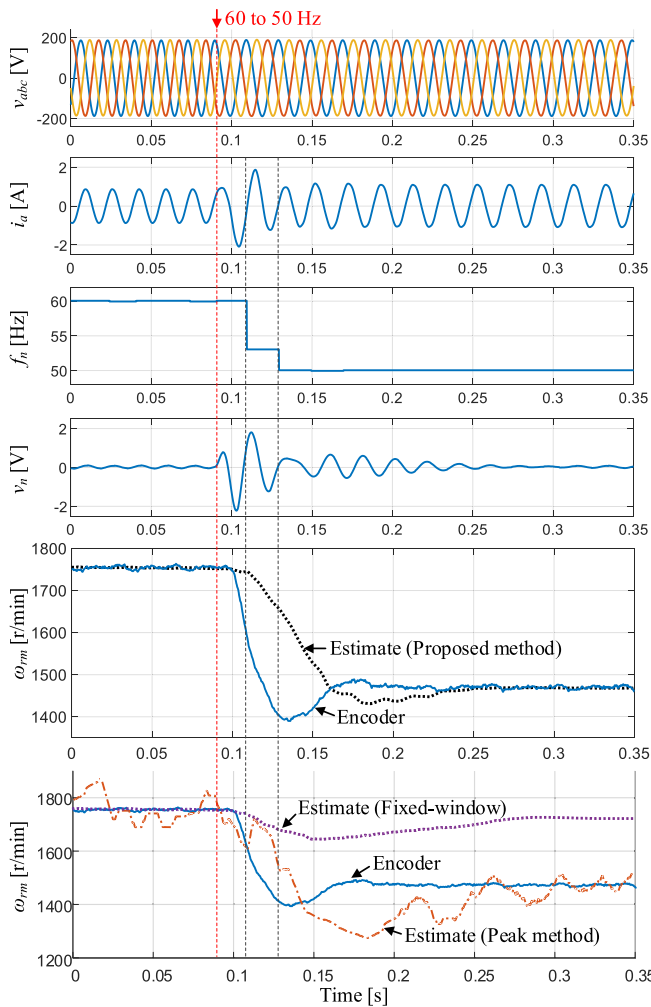 60 to 50 Hz
v_abc [V]
200
0
-200
0 0.05 0.1 0.15 0.2 0.25 0.3 0.35
i_a [A]
2
0
-2
0 0.05 0.1 0.15 0.2 0.25 0.3 0.35
f_n [Hz]
60
55
50
0 0.05 0.1 0.15 0.2 0.25 0.3 0.35
v_n [V]
2
0
-2
0 0.05 0.1 0.15 0.2 0.25 0.3 0.35
ω_rm [r/min]
1800
1700
1600
1500
1400
Estimate (Proposed method)
Encoder
0 0.05 0.1 0.15 0.2 0.25 0.3 0.35
ω_rm [r/min]
1800
1600
1400
1200
Estimate (Fixed-window)
Encoder
Estimate (Peak method)
0 0.05 0.1 0.15 0.2 0.25 0.3 0.35
Time [s]